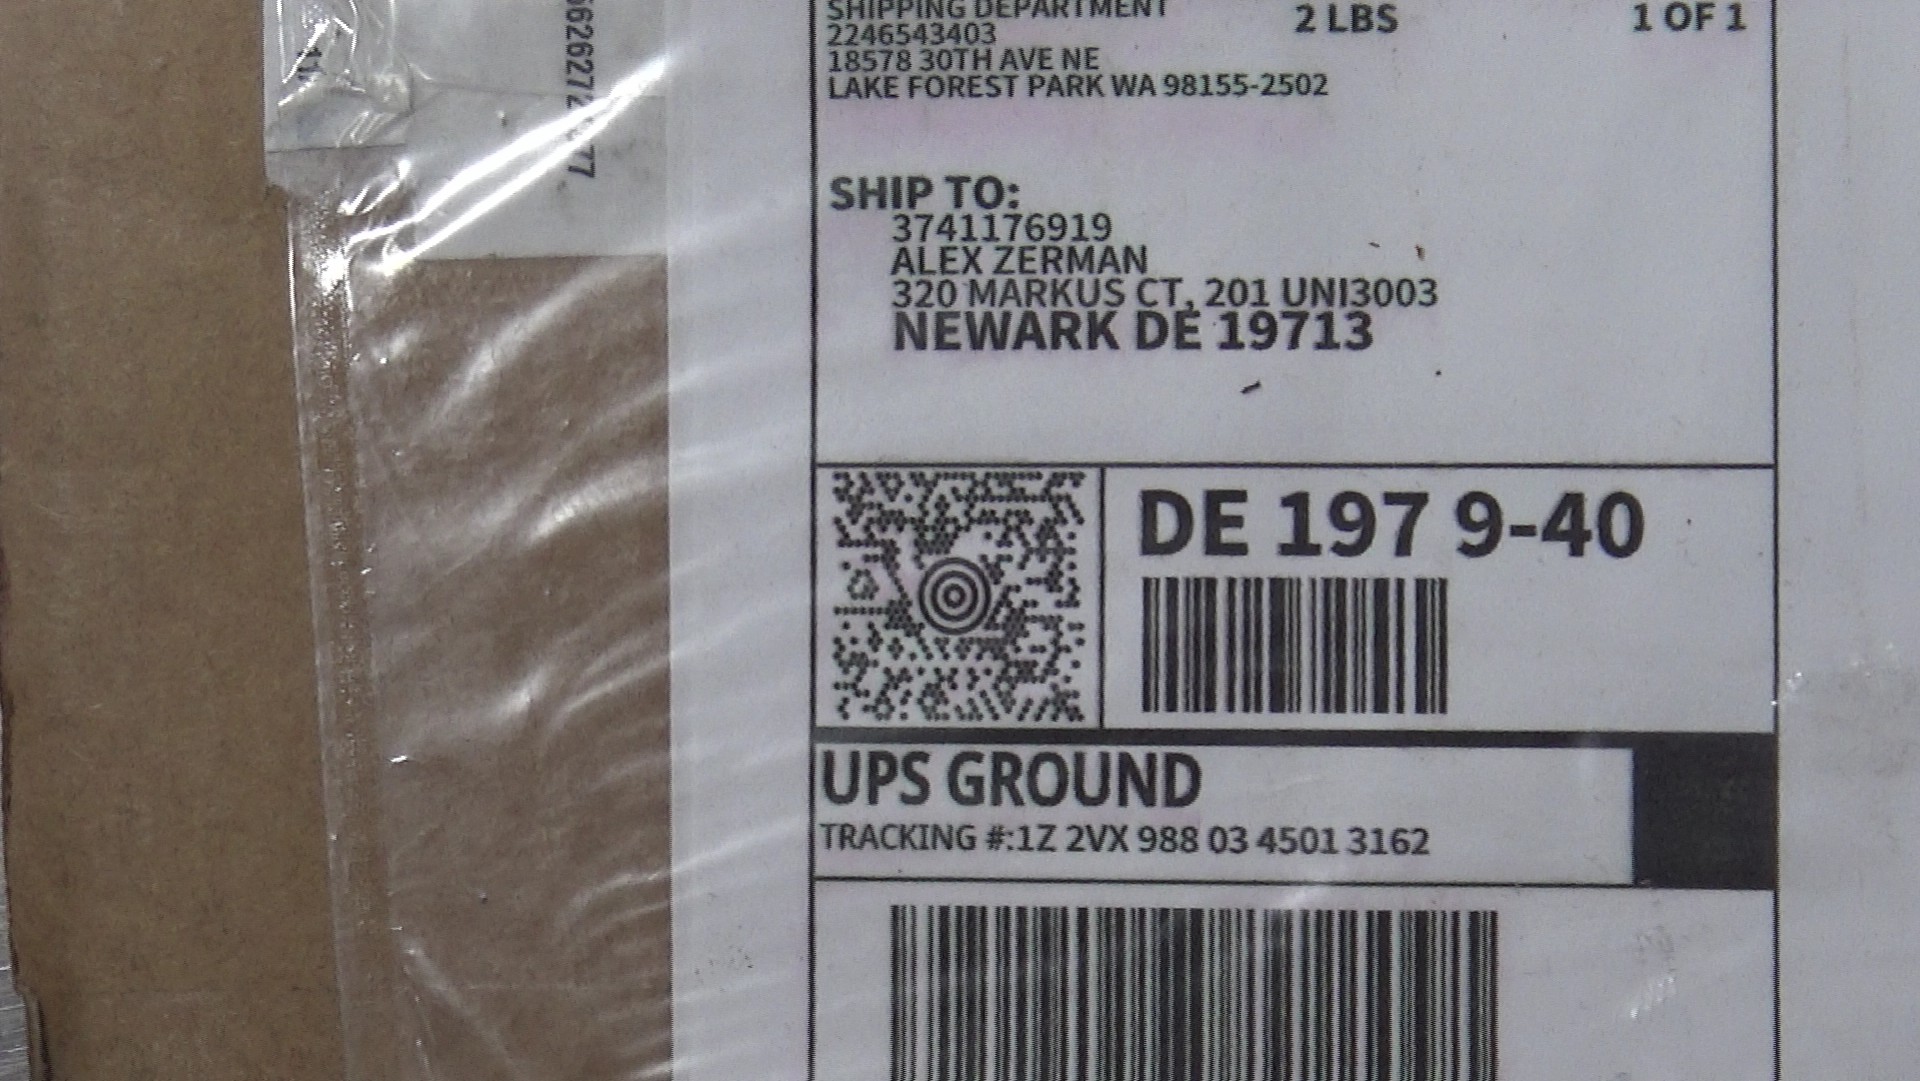 SHIPPING DEPARTMENT
2246543403
18578 30TH AVE NE
LAKE FOREST PARK WA 98155-2502
2 LBS
1 OF 1
SHIP TO:
3741176919
ALEX ZERMAN
320 MARKUS CT, 201 UNI3003
NEWARK DE 19713
DE 197 9-40
UPS GROUND
TRACKING #:1Z 2VX 988 03 4501 3162